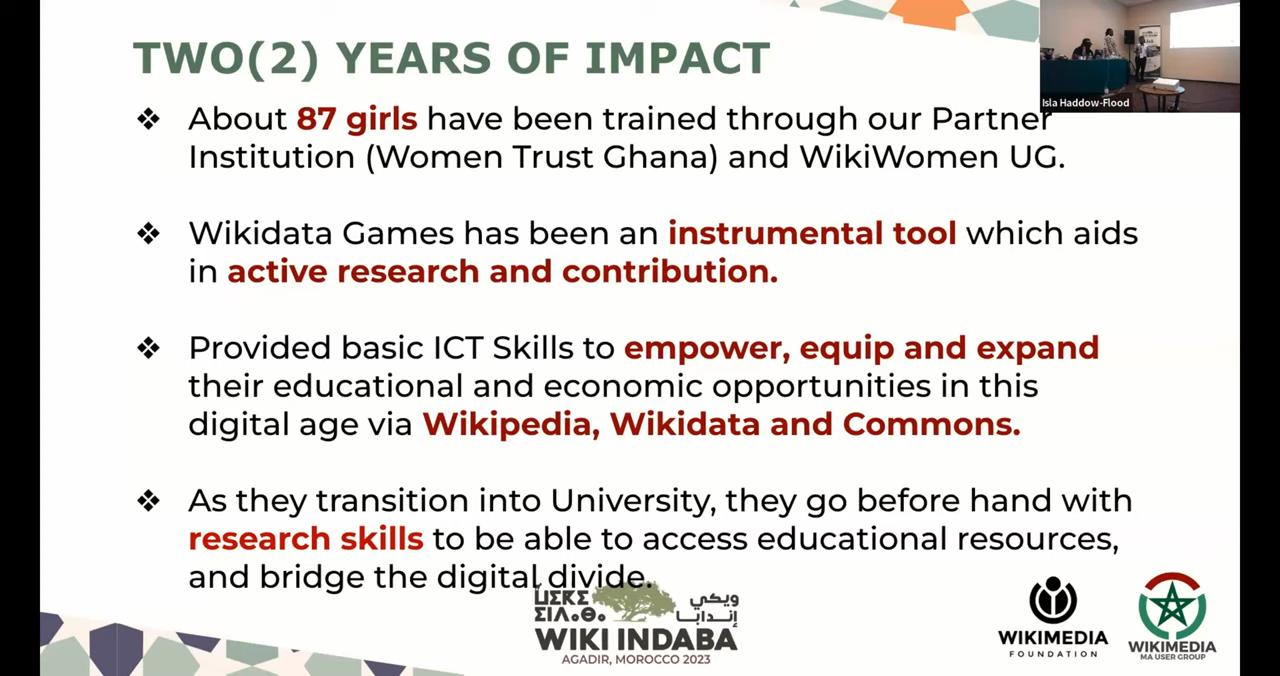 TWO(2) YEARS OF IMPACT
Isla Haddow-Flood
❖ About 87 girls have been trained through our Partner
Institution (Women Trust Ghana) and WikiWomen UG.
❖ Wikidata Games has been an instrumental tool which aids
in active research and contribution.
❖ Provided basic ICT Skills to empower, equip and expand
their educational and economic opportunities in this
digital age via Wikipedia, Wikidata and Commons.
❖ As they transition into University, they go before hand with
research skills to be able to access educational resources,
and bridge the digital divide.
ⵡⵉⴽⵉ ويكي
ⵉⵏⴷⴰⴱⴰ إندابا
WIKI INDABA
AGADIR, MOROCCO 2023
WIKIMEDIA
FOUNDATION
WIKIMEDIA
MA USER GROUP